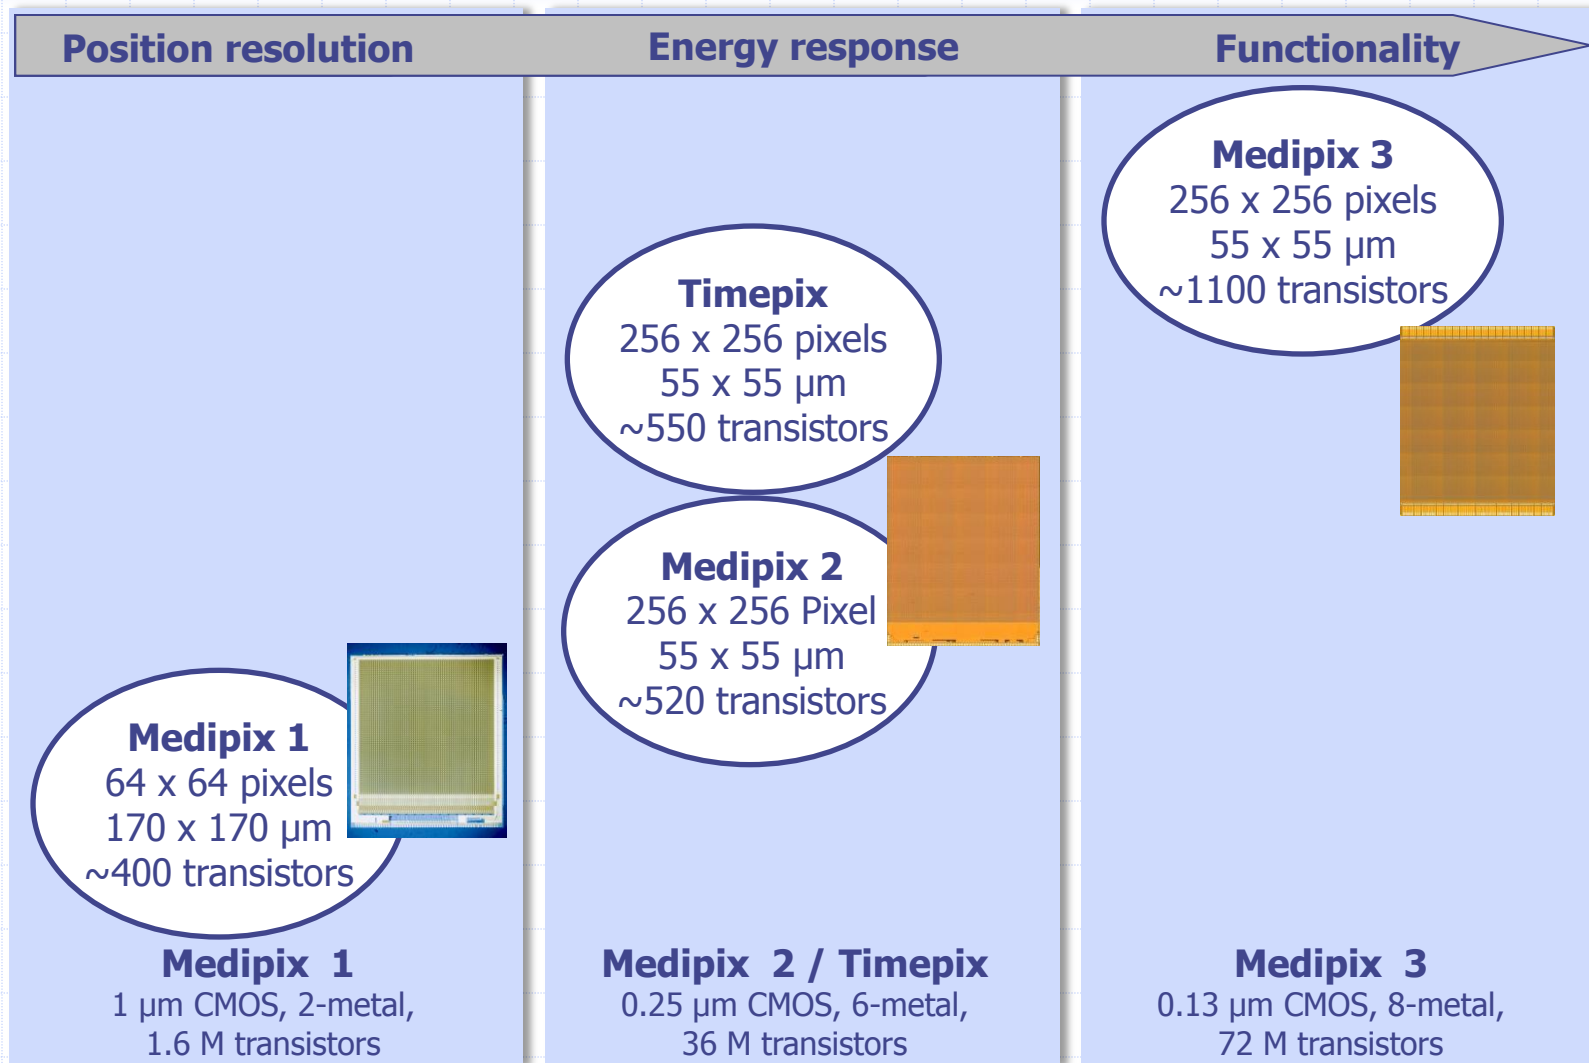 Position resolution
Energy response
Functionality
Medipix 3
256 x 256 pixels
55 x 55 µm
~1100 transistors
Timepix
256 x 256 pixels
55 x 55 µm
~550 transistors
Medipix 2
256 x 256 Pixel
55 x 55 µm
~520 transistors
Medipix 1
64 x 64 pixels
170 x 170 µm
~400 transistors
Medipix 1
1 µm CMOS, 2-metal,
1.6 M transistors
Medipix 2 / Timepix
0.25 µm CMOS, 6-metal,
36 M transistors
Medipix 3
0.13 µm CMOS, 8-metal,
72 M transistors